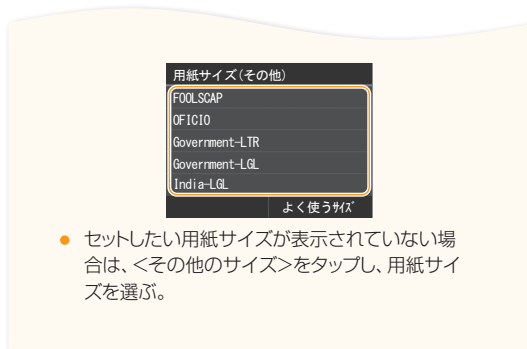 用紙サイズ(その他)
FOOLSCAP
OFICIO
Government-LTR
Government-LGL
India-LGL
よく使うｻｲｽﾞ
● セットしたい用紙サイズが表示されていない場
合は、<その他のサイズ>をタップし、用紙サイ
ズを選ぶ。